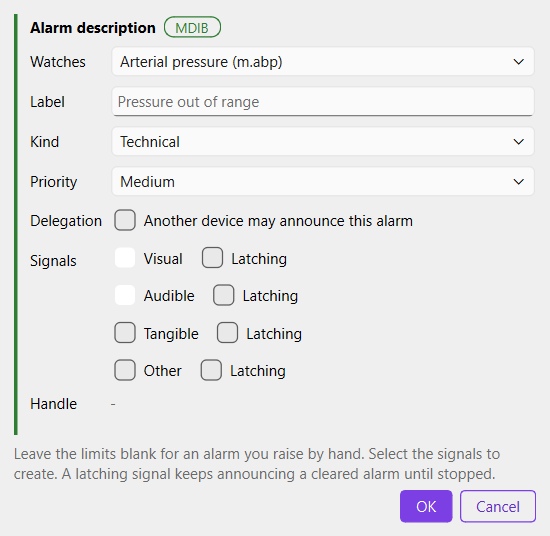 Alarm description MDIB
Watches Arterial pressure (m.abp)
Label Pressure out of range
Kind Technical
Priority Medium
Delegation Another device may announce this alarm
Signals Visual Latching
Audible Latching
Tangible Latching
Other Latching
Handle -
Leave the limits blank for an alarm you raise by hand. Select the signals to
create. A latching signal keeps announcing a cleared alarm until stopped.
OK Cancel